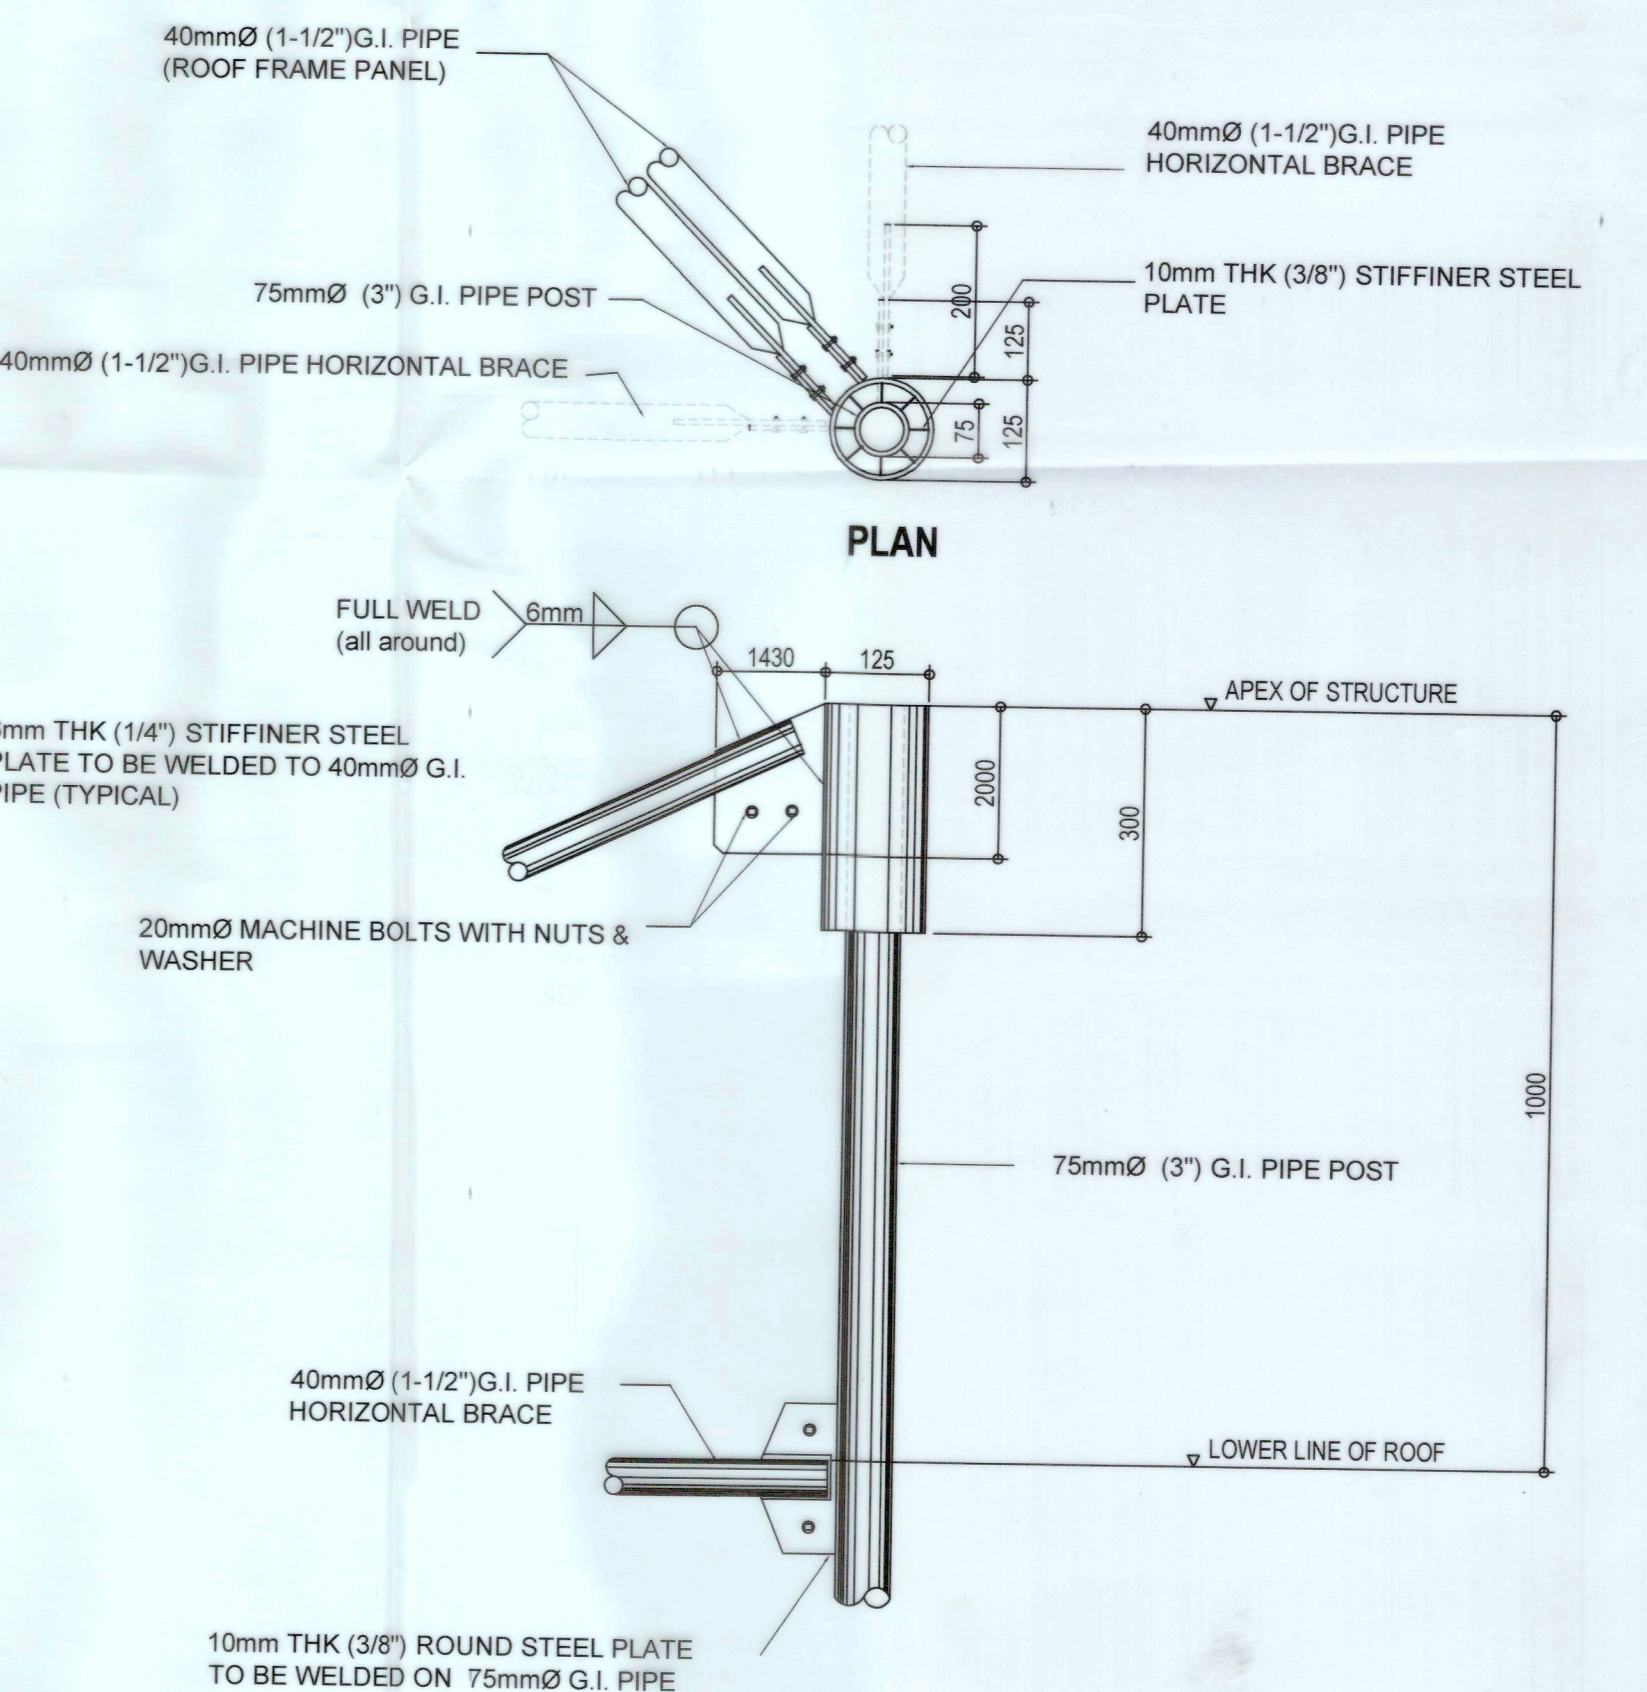 40mmØ (1-1/2")G.I. PIPE
(ROOF FRAME PANEL)
40mmØ (1-1/2")G.I. PIPE
HORIZONTAL BRACE
10mm THK (3/8") STIFFINER STEEL
PLATE
75mmØ (3") G.I. PIPE POST
40mmØ (1-1/2")G.I. PIPE HORIZONTAL BRACE
200
125
75
125
PLAN
FULL WELD
(all around)
6mm
1430
125
APEX OF STRUCTURE
mm THK (1/4") STIFFINER STEEL
PLATE TO BE WELDED TO 40mmØ G.I.
PIPE (TYPICAL)
2000
300
20mmØ MACHINE BOLTS WITH NUTS &
WASHER
1000
75mmØ (3") G.I. PIPE POST
40mmØ (1-1/2")G.I. PIPE
HORIZONTAL BRACE
LOWER LINE OF ROOF
10mm THK (3/8") ROUND STEEL PLATE
TO BE WELDED ON 75mmØ G.I. PIPE